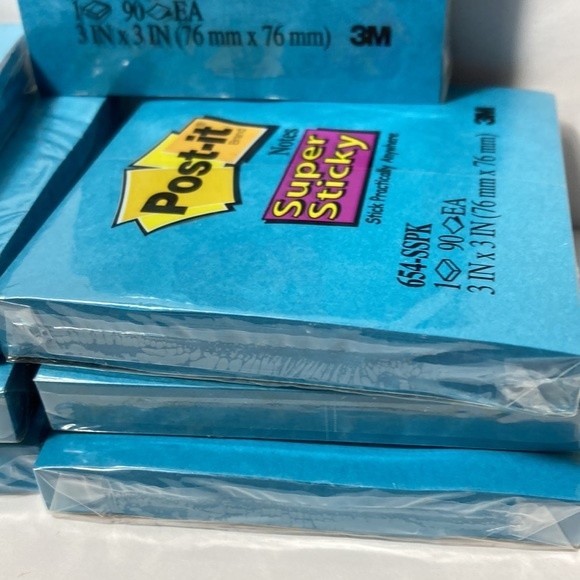 1 90 EA
3 IN x 3 IN (76 mm x 76 mm) 3M
Post-it
Brand
Notes
Super
Sticky
Stick Practically Anywhere.
654-SSPK
1 90 EA
3 IN x 3 IN (76 mm x 76 mm) 3M